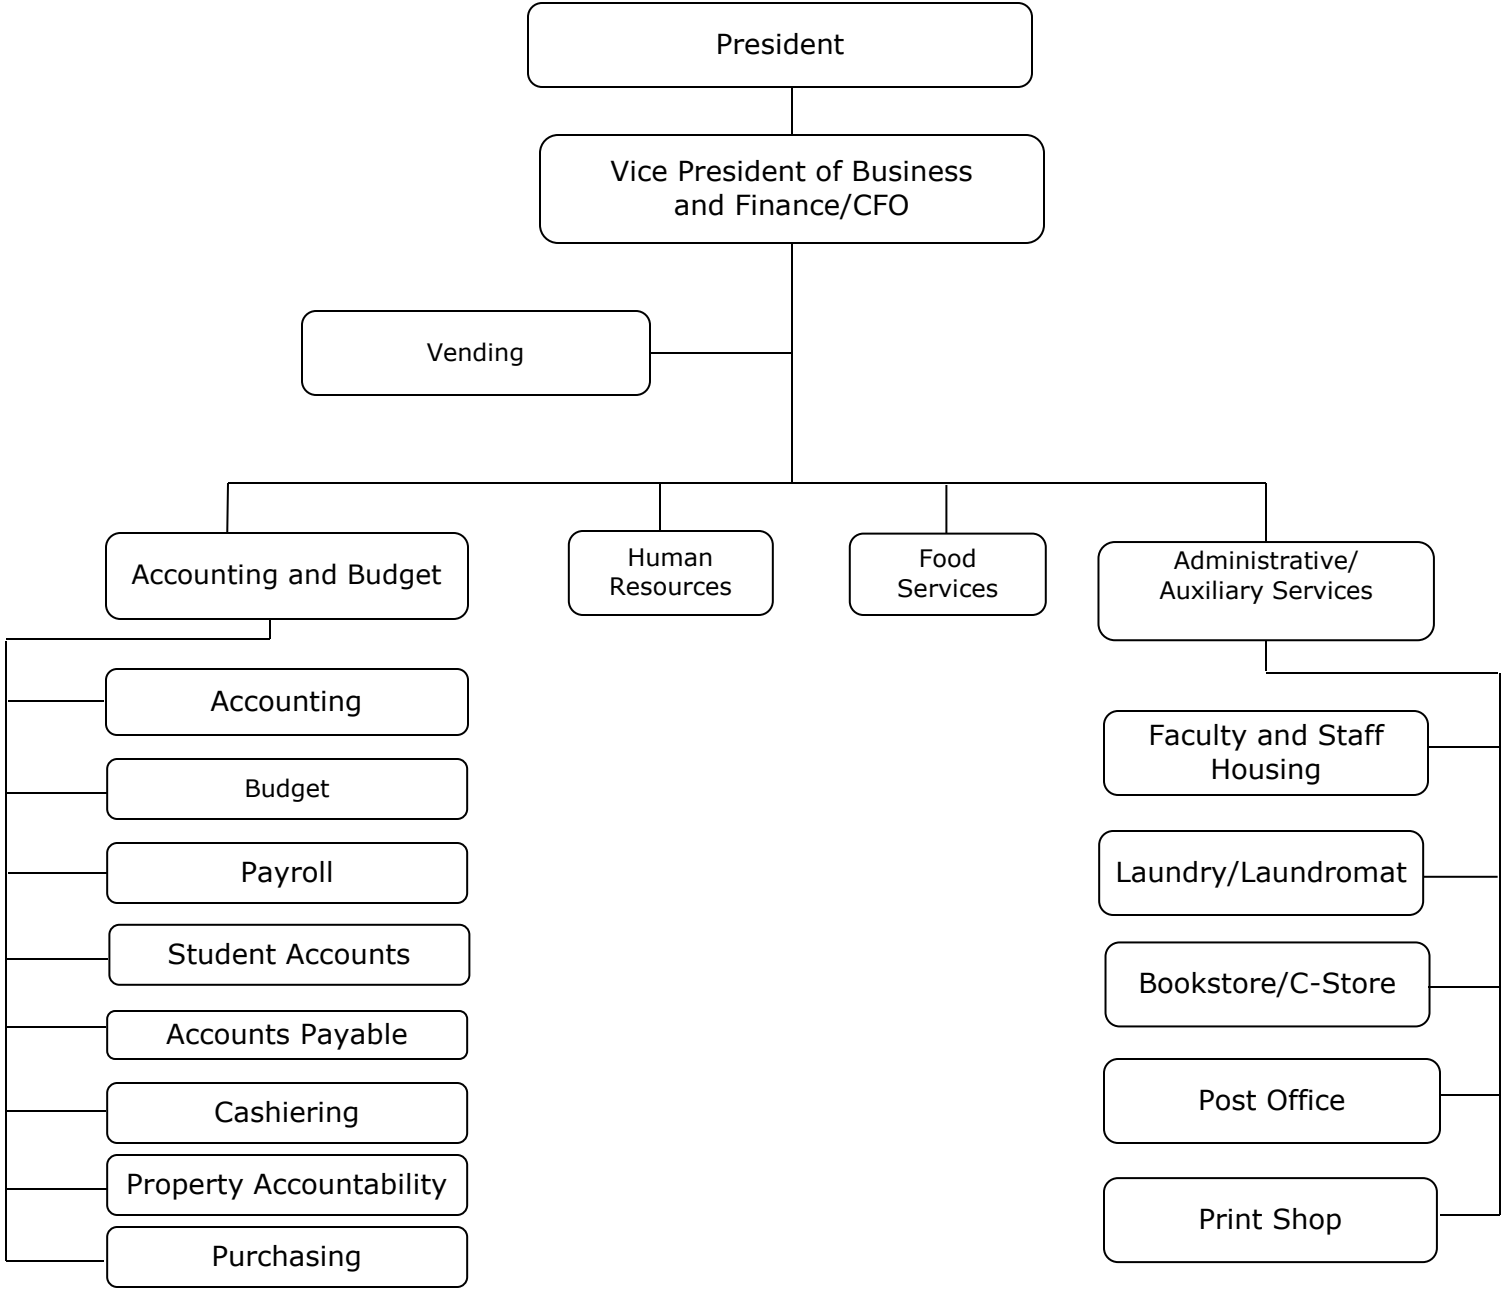 President
Vice President of Business
and Finance/CFO
Vending
Accounting and Budget
Human
Resources
Food
Services
Administrative/
Auxiliary Services
Accounting
Budget
Payroll
Student Accounts
Accounts Payable
Cashiering
Property Accountability
Purchasing
Faculty and Staff
Housing
Laundry/Laundromat
Bookstore/C-Store
Post Office
Print Shop